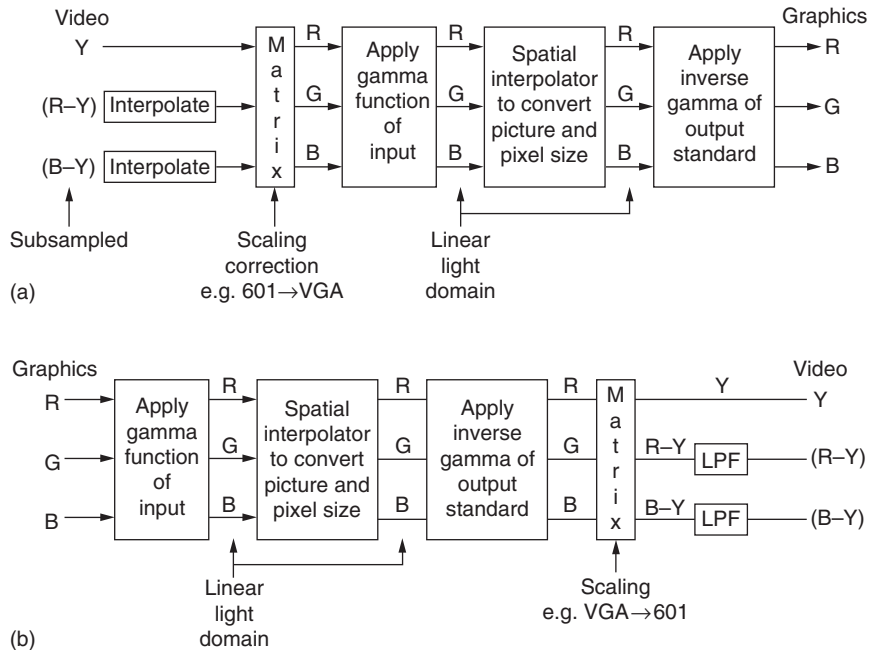 Video
Graphics
Y
(R–Y)
(B–Y)
Interpolate
Interpolate
M
a
t
r
i
x
R
G
B
Apply
gamma
function
of
input
R
G
B
Spatial
interpolator
to convert
picture and
pixel size
R
G
B
Apply
inverse
gamma of
output
standard
R
G
B
Subsampled
Scaling
correction
e.g. 601→VGA
Linear
light
domain
(a)
Graphics
Video
R
G
B
Apply
gamma
function
of
input
R
G
B
Spatial
interpolator
to convert
picture and
pixel size
R
G
B
Apply
inverse
gamma of
output
standard
R
G
B
M
a
t
r
i
x
Y
R–Y
B–Y
LPF
LPF
Y
(R–Y)
(B–Y)
Linear
light
domain
Scaling
e.g. VGA→601
(b)